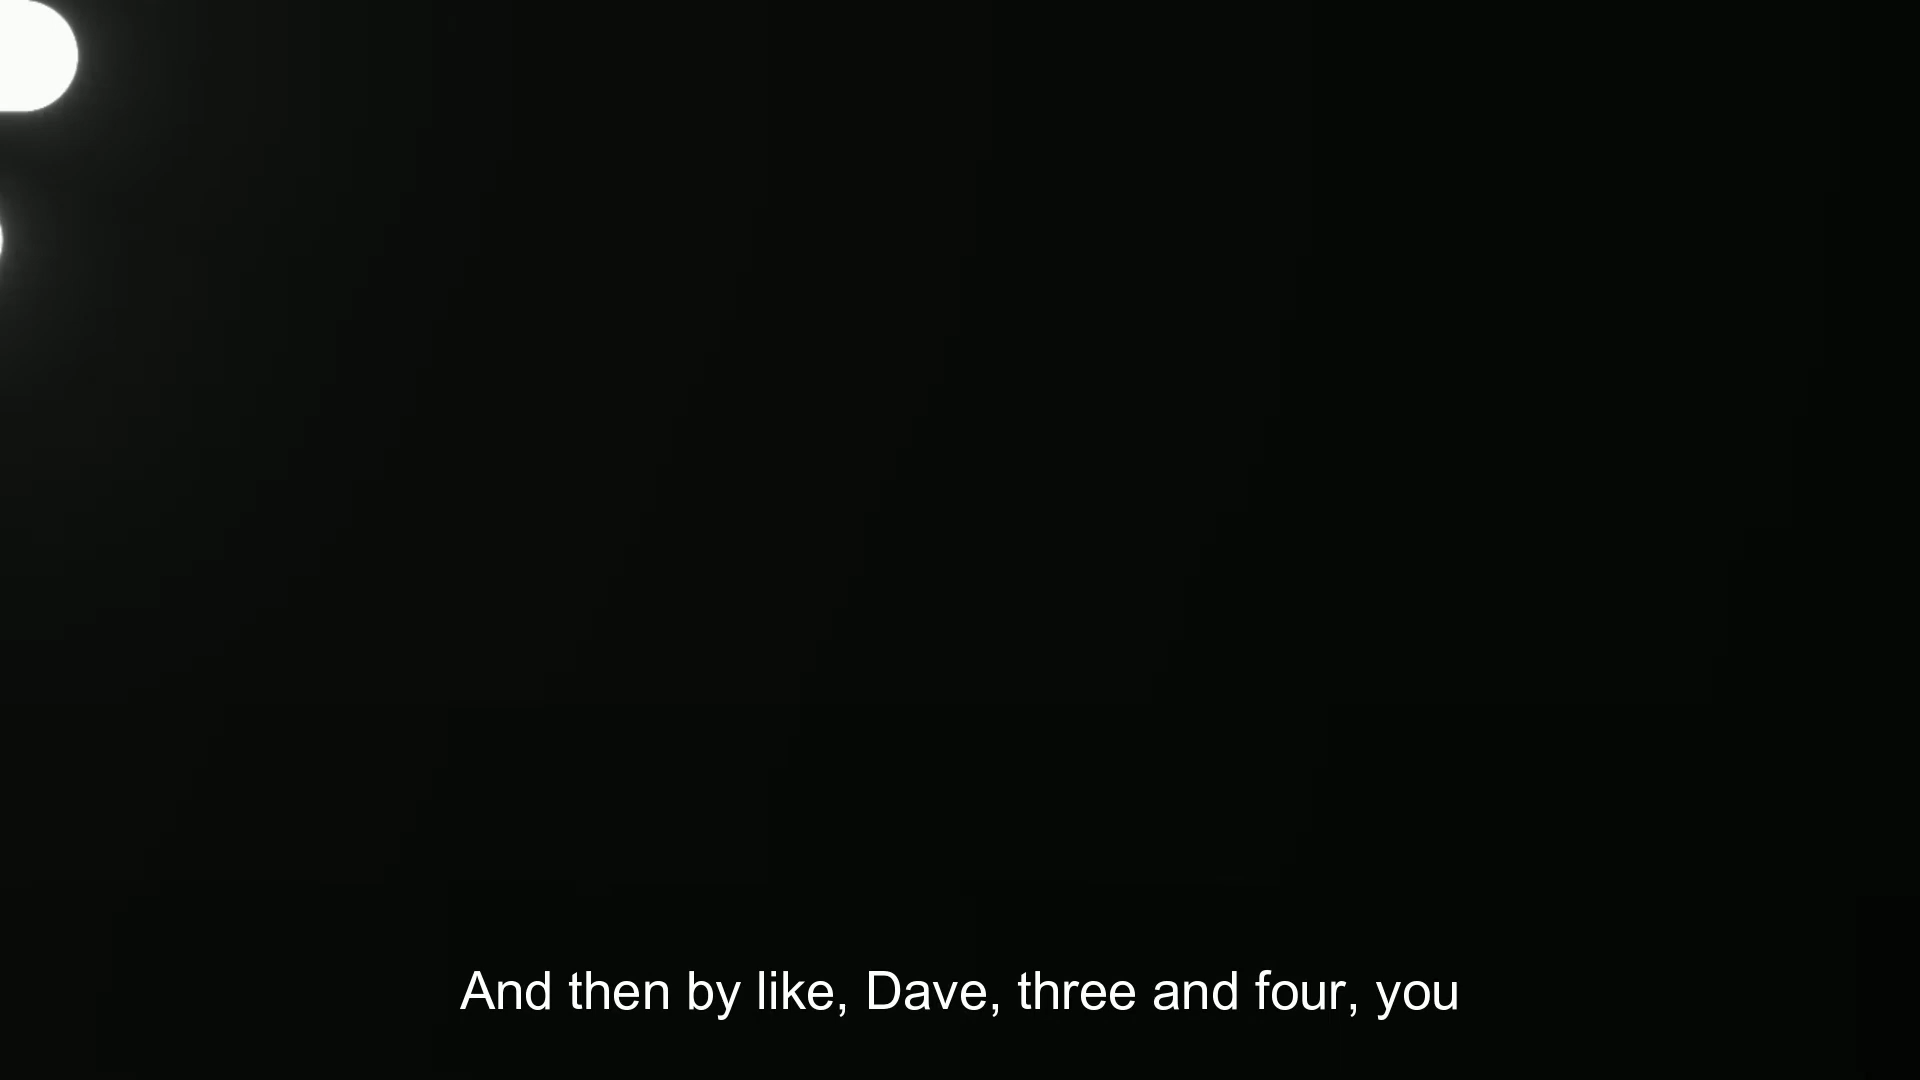 And then by like, Dave, three and four, you